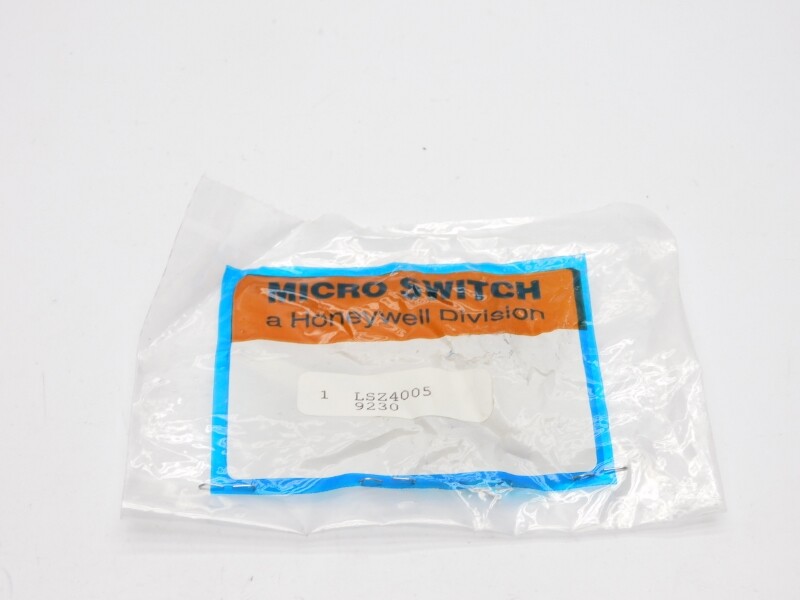 MICRO SWITCH
a Honeywell Division
1 LSZ4005
9230